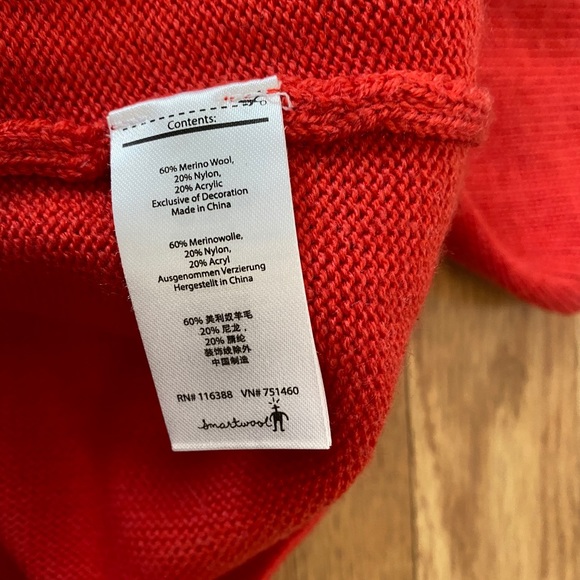 Contents:
60% Merino Wool,
20% Nylon,
20% Acrylic
Exclusive of Decoration
Made in China
60% Merinowolle,
20% Nylon,
20% Acryl
Ausgenommen Verzierung
Hergestellt in China
60% 美利奴羊毛
20% 尼龙，
20% 腈纶
装饰线除外
中国制造
RN# 116388 VN# 751460
smartwool